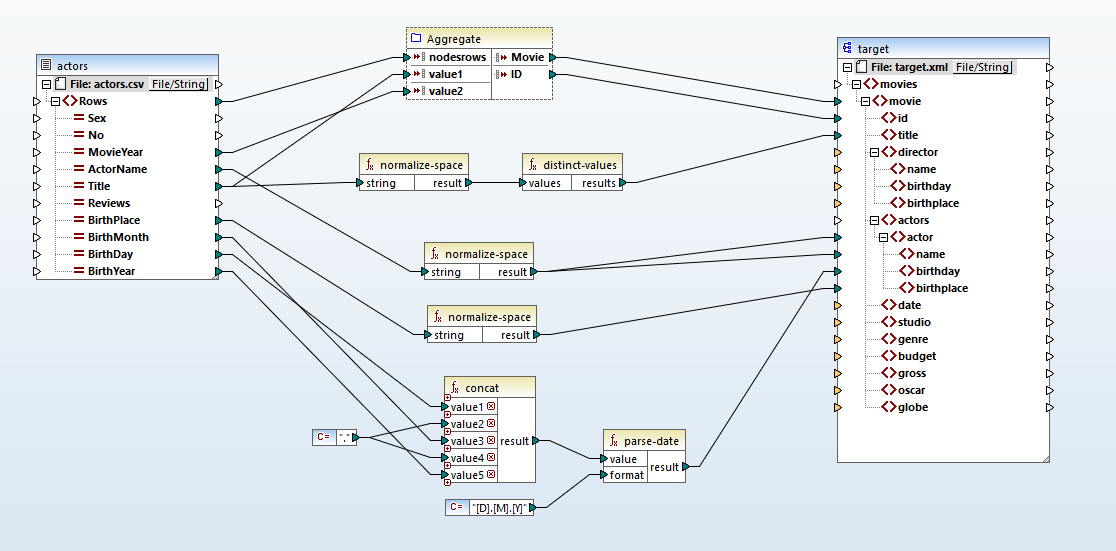 actors
File: actors.csv File/String
Rows
Sex
No
MovieYear
ActorName
Title
Reviews
BirthPlace
BirthMonth
BirthDay
BirthYear
Aggregate
nodesrows Movie
value1 ID
value2
normalize-space
string result
distinct-values
values results
normalize-space
string result
normalize-space
string result
concat
value1
value2
value3 result
value4
value5
C= "."
parse-date
value
result
format
C= "[D].[M].[Y]"
target
File: target.xml File/String
movies
movie
id
title
director
name
birthday
birthplace
actors
actor
name
birthday
birthplace
date
studio
genre
budget
gross
oscar
globe